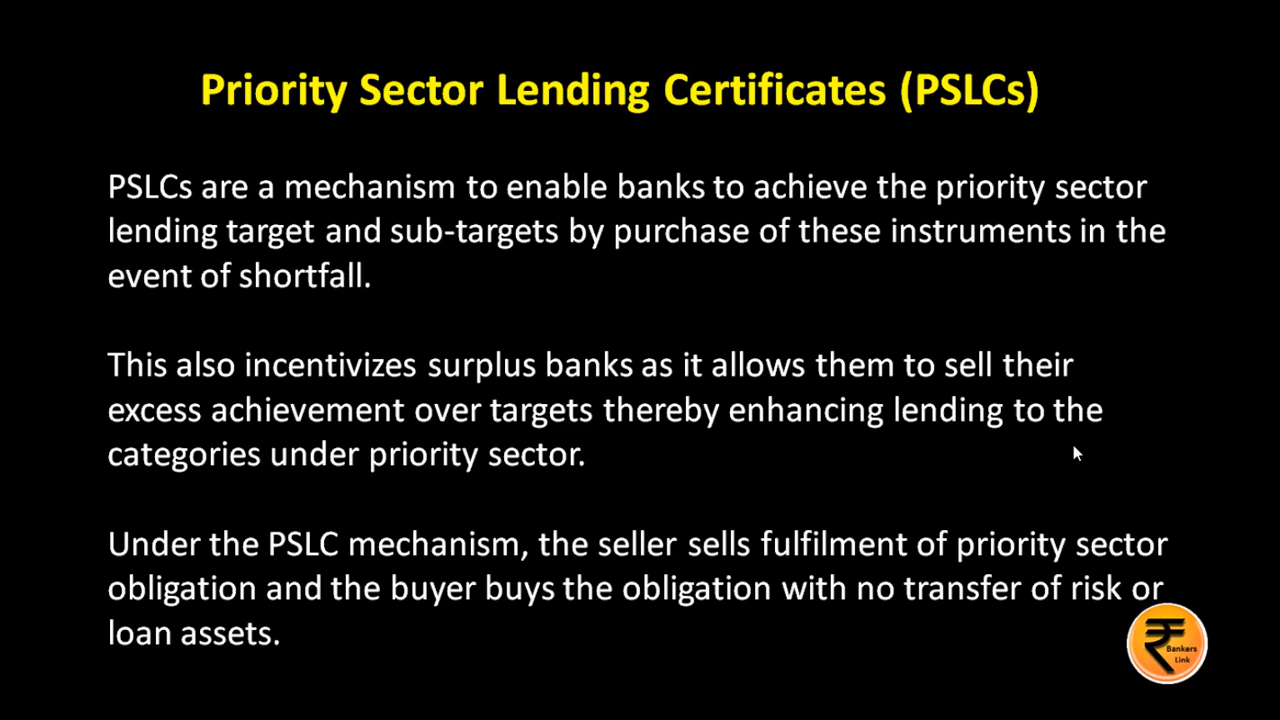 Priority Sector Lending Certificates (PSLCs)
PSLCs are a mechanism to enable banks to achieve the priority sector
lending target and sub-targets by purchase of these instruments in the
event of shortfall.
This also incentivizes surplus banks as it allows them to sell their
excess achievement over targets thereby enhancing lending to the
categories under priority sector.
Under the PSLC mechanism, the seller sells fulfilment of priority sector
obligation and the buyer buys the obligation with no transfer of risk or
loan assets.
₹
Bankers
Link